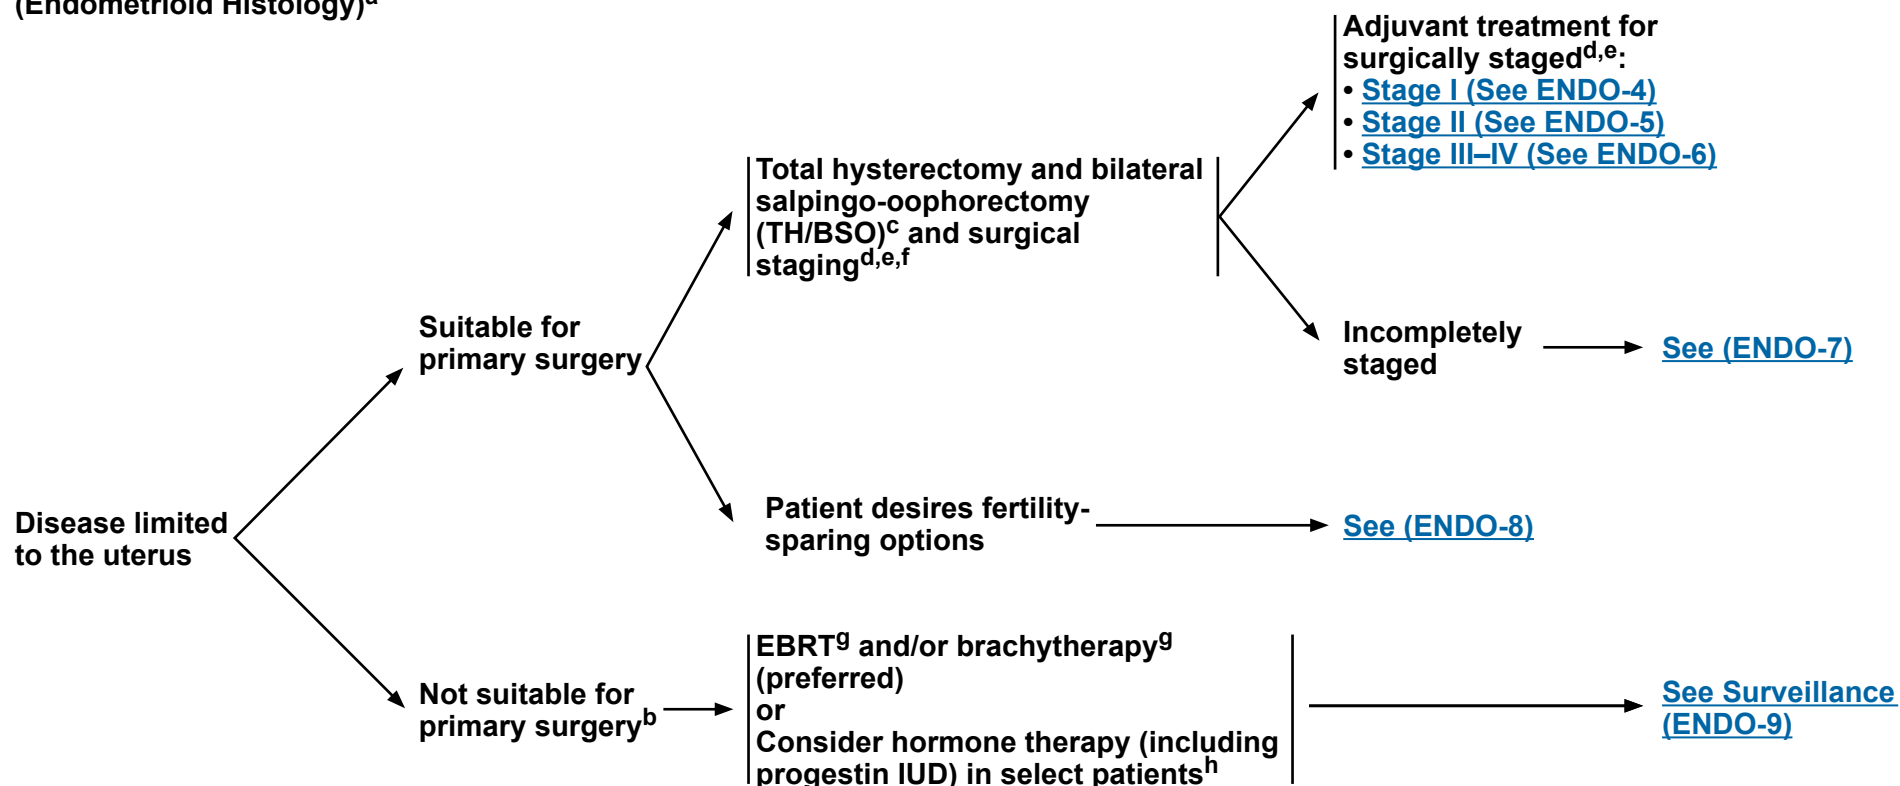 (Endometrioid Histology)a
Adjuvant treatment for
surgically stagedd,e:
• Stage I (See ENDO-4)
• Stage II (See ENDO-5)
• Stage III–IV (See ENDO-6)
Total hysterectomy and bilateral
salpingo-oophorectomy
(TH/BSO)c and surgical
stagingd,e,f
Suitable for
primary surgery
Incompletely
staged
See (ENDO-7)
Disease limited
to the uterus
Patient desires fertility-
sparing options
See (ENDO-8)
Not suitable for
primary surgeryb
EBRTg and/or brachytherapyg
(preferred)
or
Consider hormone therapy (including
progestin IUD) in select patientsh
See Surveillance
(ENDO-9)